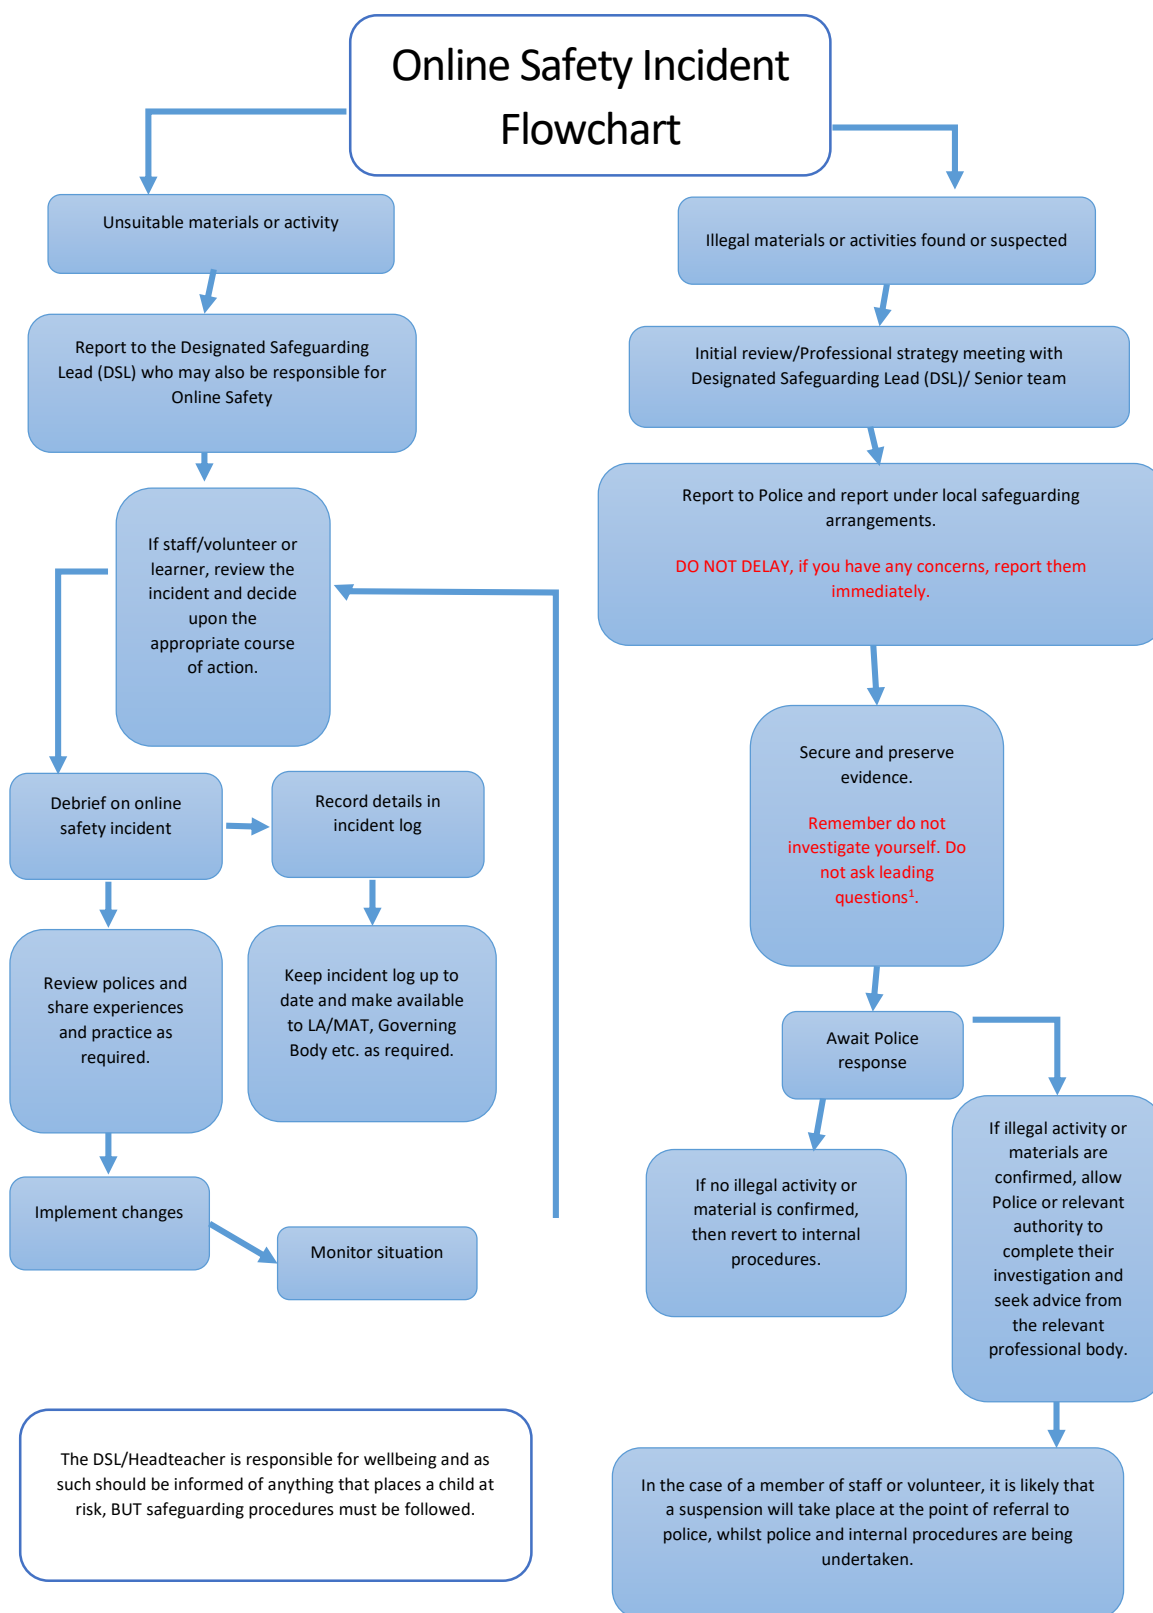 Online Safety Incident
Flowchart
Unsuitable materials or activity
Report to the Designated Safeguarding
Lead (DSL) who may also be responsible for
Online Safety
If staff/volunteer or
learner, review the
incident and decide
upon the
appropriate course
of action.
Debrief on online
safety incident
Record details in
incident log
Review polices and
share experiences
and practice as
required.
Keep incident log up to
date and make available
to LA/MAT, Governing
Body etc. as required.
Implement changes
Monitor situation
The DSL/Headteacher is responsible for wellbeing and as
such should be informed of anything that places a child at
risk, BUT safeguarding procedures must be followed.
Illegal materials or activities found or suspected
Initial review/Professional strategy meeting with
Designated Safeguarding Lead (DSL)/ Senior team
Report to Police and report under local safeguarding
arrangements.
DO NOT DELAY, if you have any concerns, report them
immediately.
Secure and preserve
evidence.
Remember do not
investigate yourself. Do
not ask leading
questions¹.
Await Police
response
If no illegal activity or
material is confirmed,
then revert to internal
procedures.
If illegal activity or
materials are
confirmed, allow
Police or relevant
authority to
complete their
investigation and
seek advice from
the relevant
professional body.
In the case of a member of staff or volunteer, it is likely that
a suspension will take place at the point of referral to
police, whilst police and internal procedures are being
undertaken.